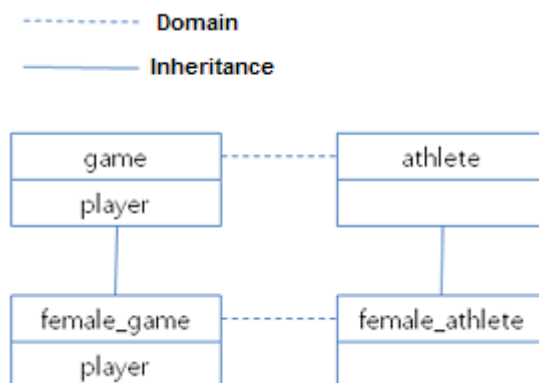 Domain
Inheritance
game
athlete
player
female_game
female_athlete
player